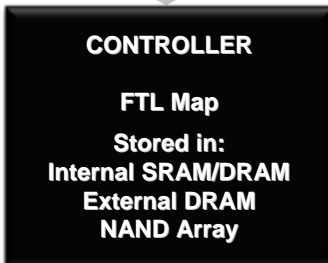 CONTROLLER
FTL Map
Stored in:
Internal SRAM/DRAM
External DRAM
NAND Array